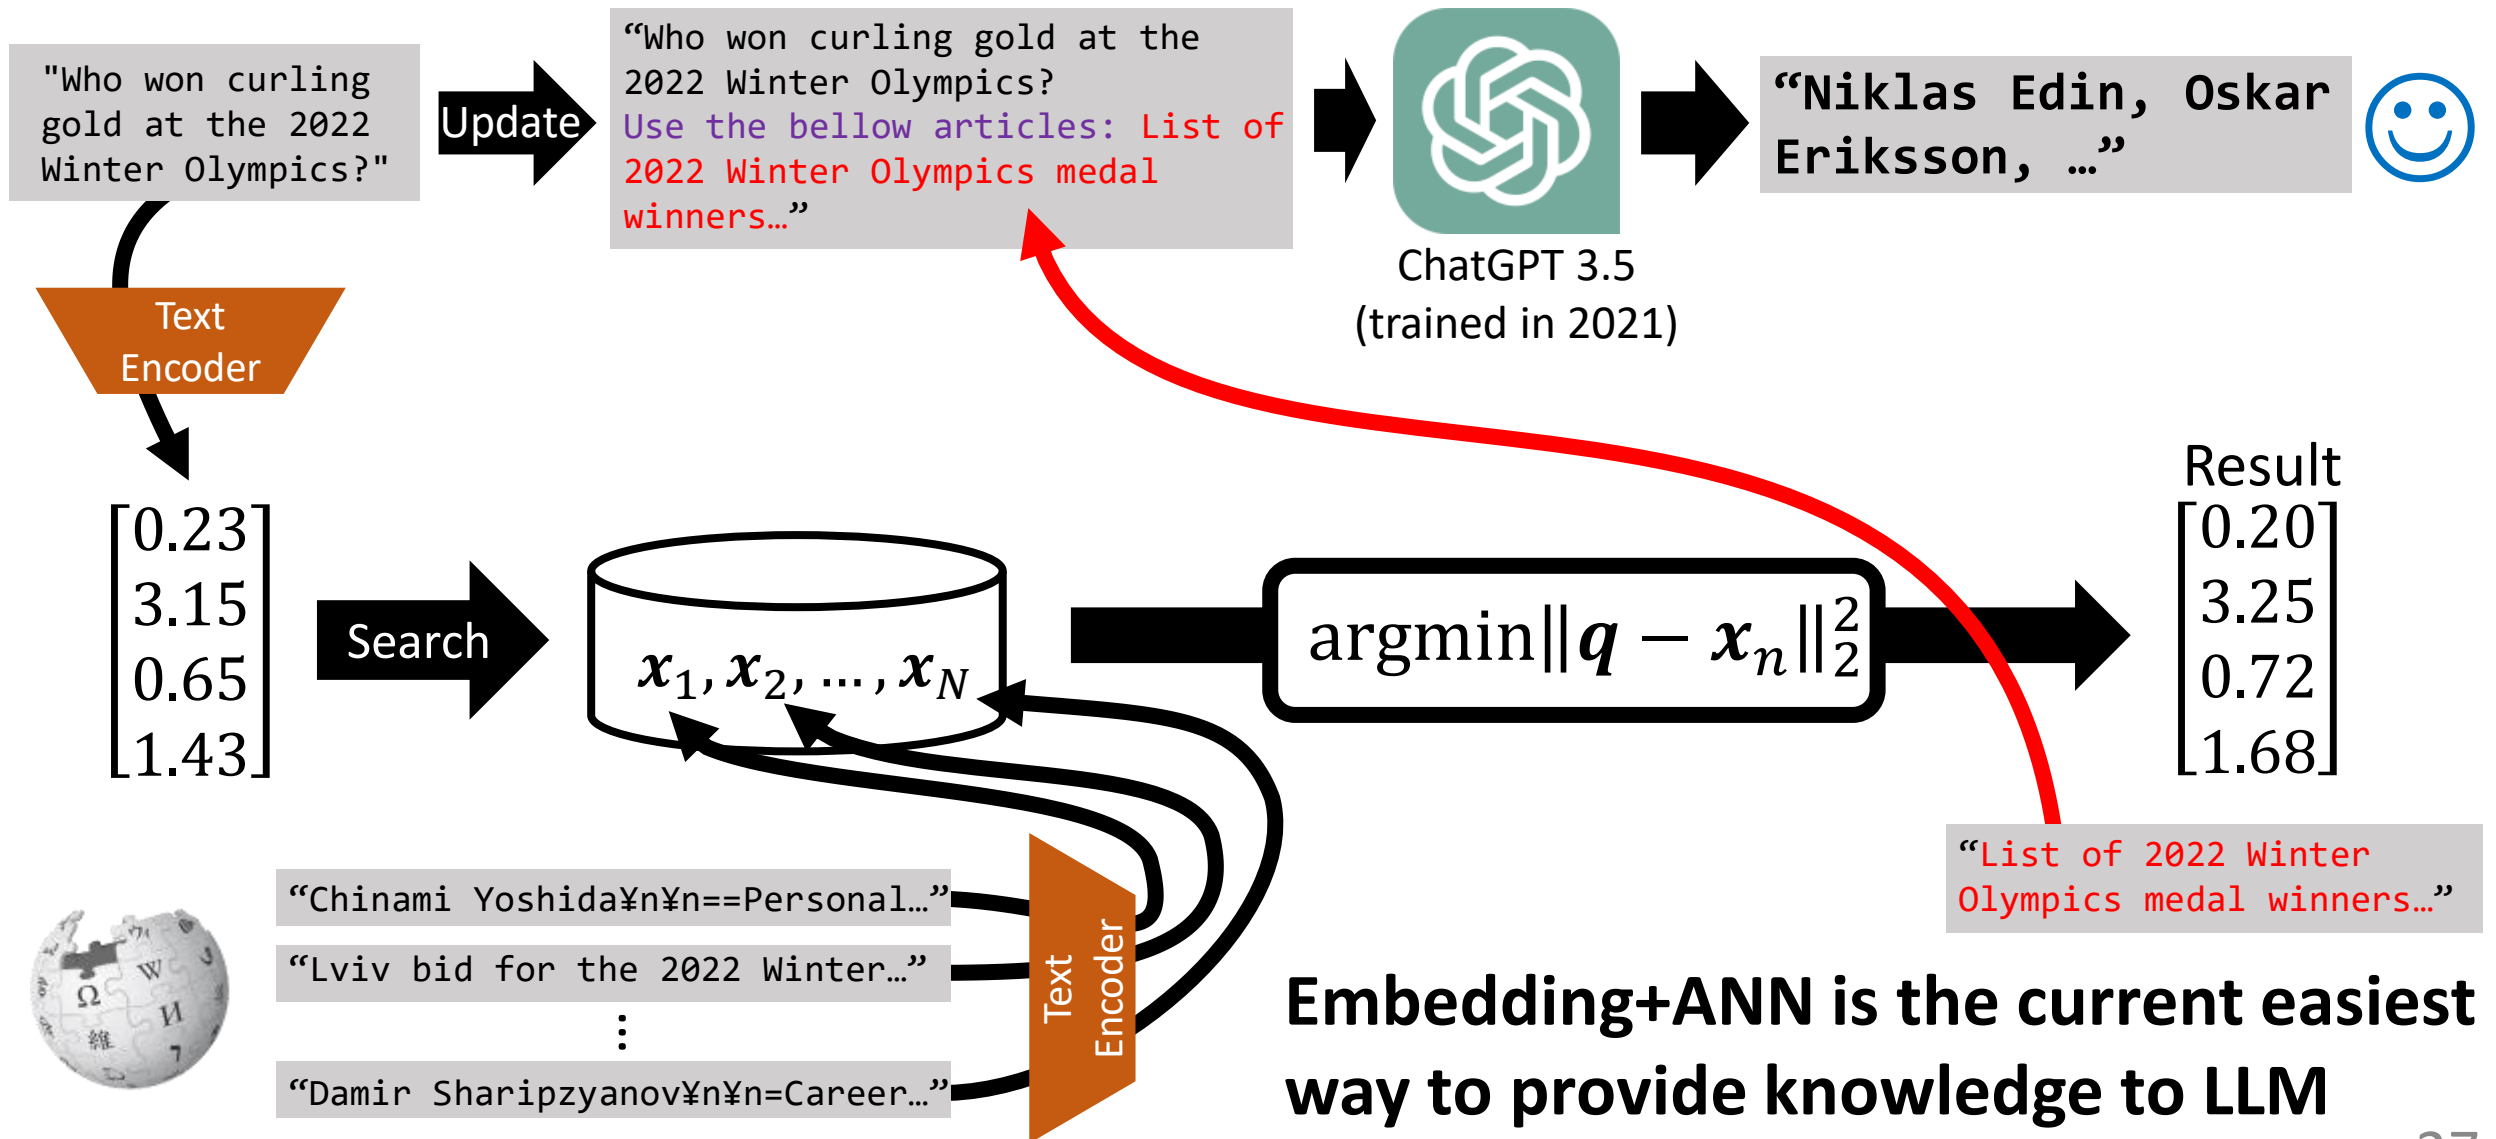 "Who won curling
gold at the 2022
Winter Olympics?"
Update
“Who won curling gold at the
2022 Winter Olympics?
Use the bellow articles: List of
2022 Winter Olympics medal
winners…”
ChatGPT 3.5
(trained in 2021)
“Niklas Edin, Oskar
Eriksson, …”
Text
Encoder
0.23
3.15
0.65
1.43
Search
x₁, x₂, … , x_N
argmin‖q − x_n‖₂²
Result
0.20
3.25
0.72
1.68
“List of 2022 Winter
Olympics medal winners…”
“Chinami Yoshida¥n¥n==Personal…”
“Lviv bid for the 2022 Winter…”
⋮
“Damir Sharipzyanov¥n¥n=Career…”
Text
Encoder
Ω W И
維 7
Embedding+ANN is the current easiest
way to provide knowledge to LLM